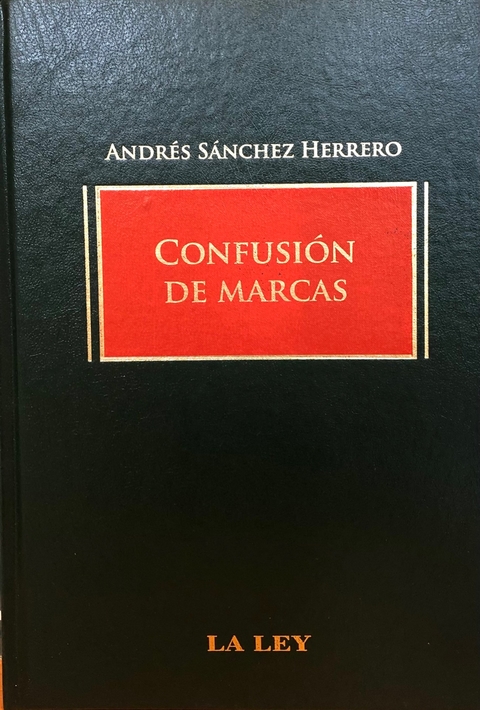 ANDRÉS SÁNCHEZ HERRERO
CONFUSIÓN
DE MARCAS
LA LEY